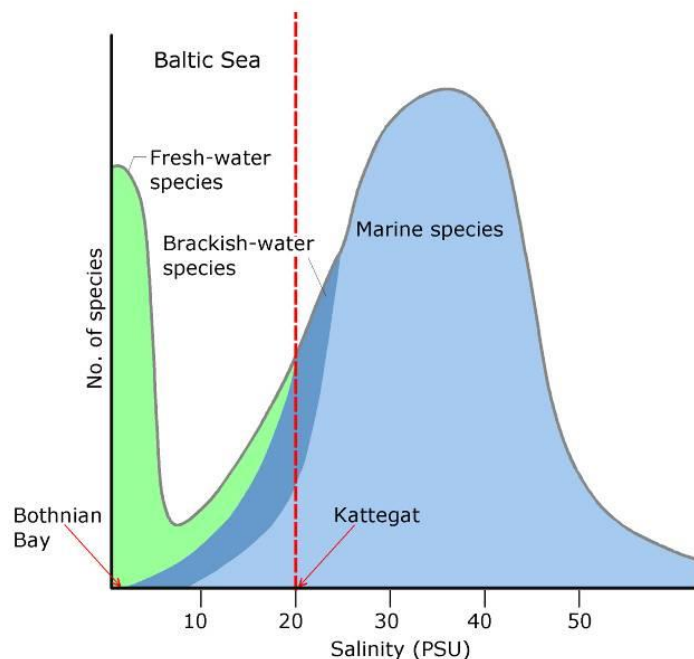 Baltic Sea
Fresh-water
species
Brackish-water
species
Marine species
No. of species
Bothnian
Bay
Kattegat
10
20
30
40
50
Salinity (PSU)